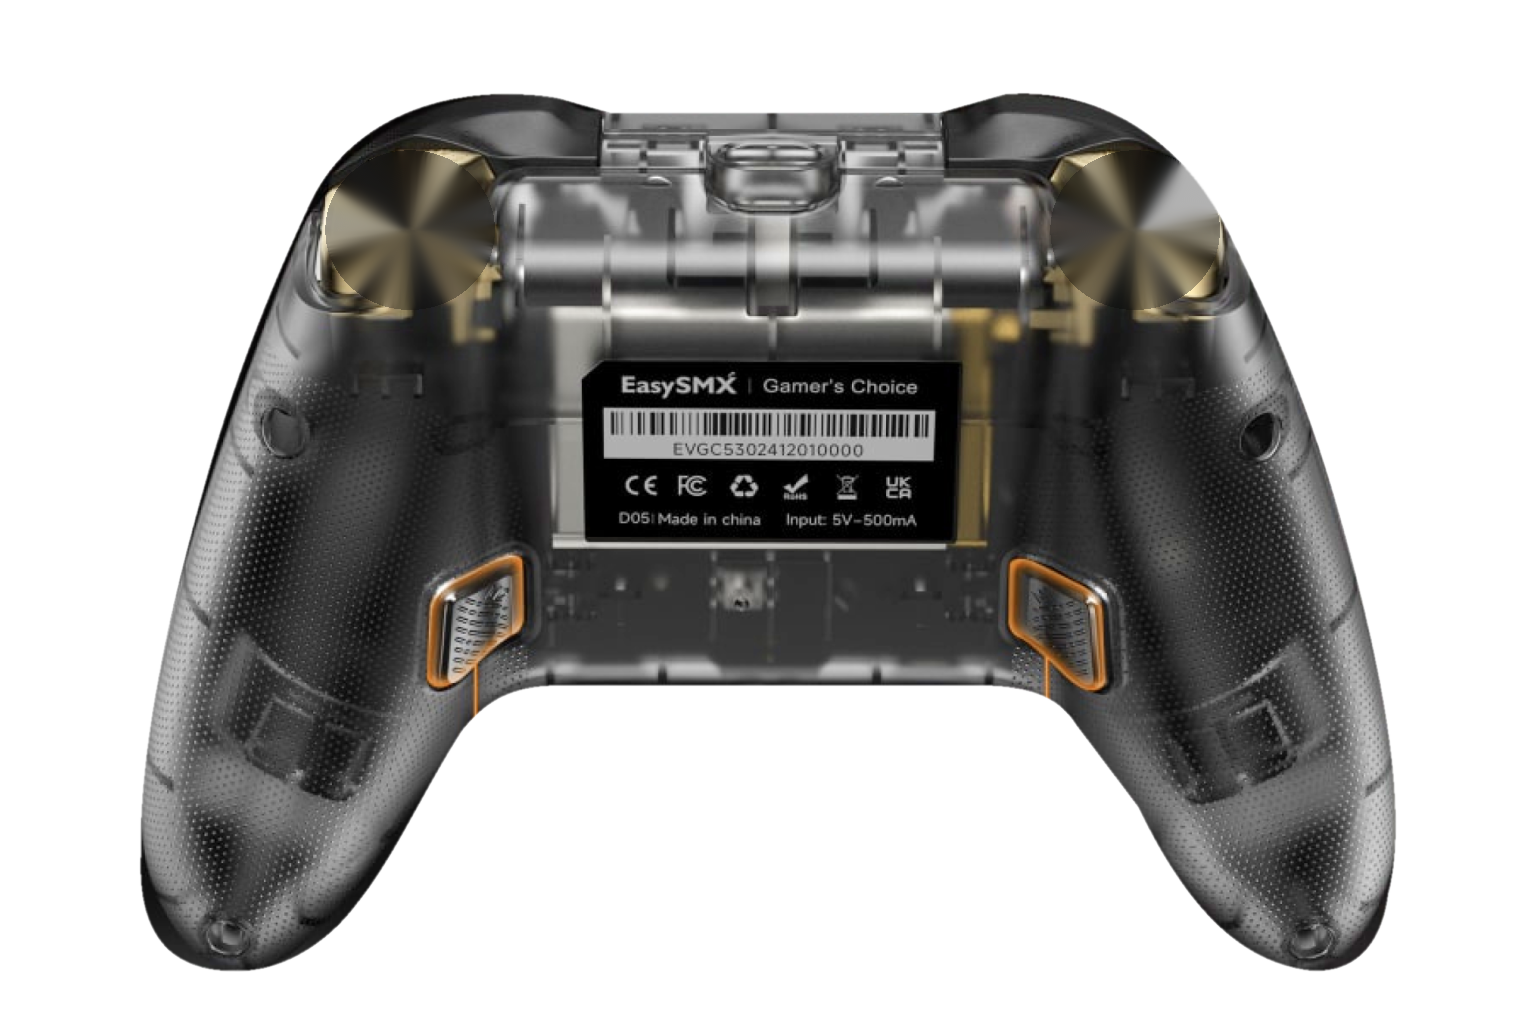 EasySMX | Gamer's Choice
EVGC5302412010000
CE FC RoHS UK CA
D05| Made in china Input: 5V-500mA